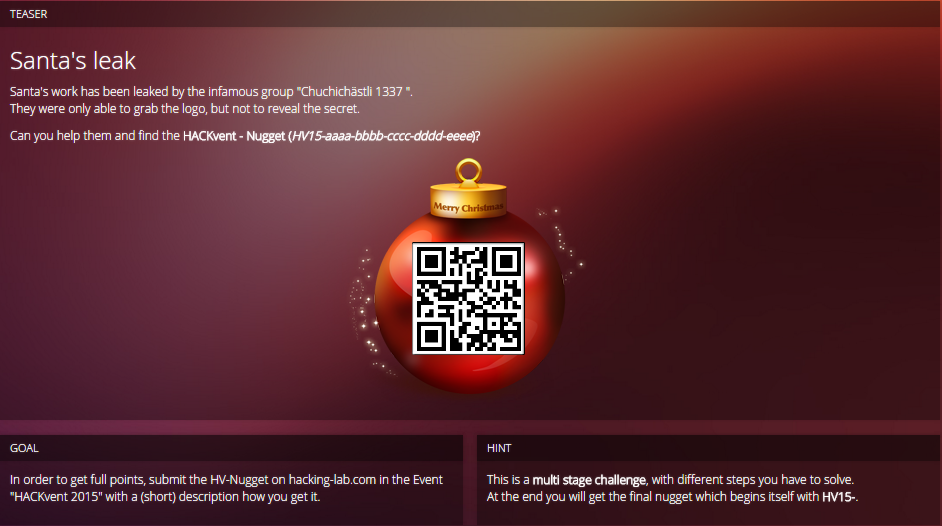 TEASER
Santa's leak
Santa's work has been leaked by the infamous group "Chuchichästli 1337 ".
They were only able to grab the logo, but not to reveal the secret.
Can you help them and find the HACKvent - Nugget (HV15-aaaa-bbbb-cccc-dddd-eeee)?
Merry Christmas
GOAL
In order to get full points, submit the HV-Nugget on hacking-lab.com in the Event
"HACKvent 2015" with a (short) description how you get it.
HINT
This is a multi stage challenge, with different steps you have to solve.
At the end you will get the final nugget which begins itself with HV15-.